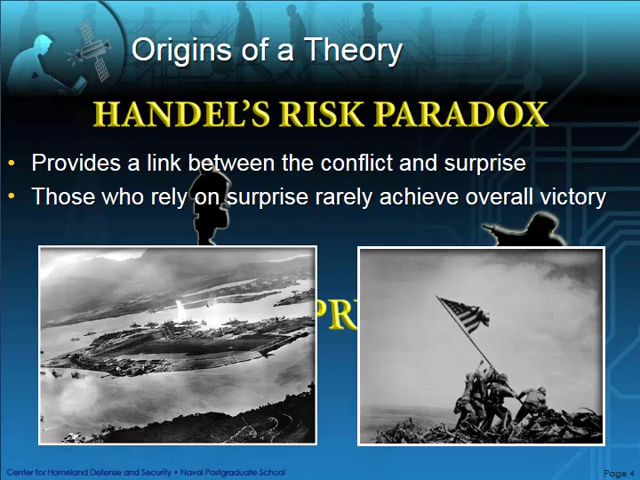 Origins of a Theory
HANDEL'S RISK PARADOX
• Provides a link between the conflict and surprise
• Those who rely on surprise rarely achieve overall victory
PR
Center for Homeland Defense and Security • Naval Postgraduate School
Page 4